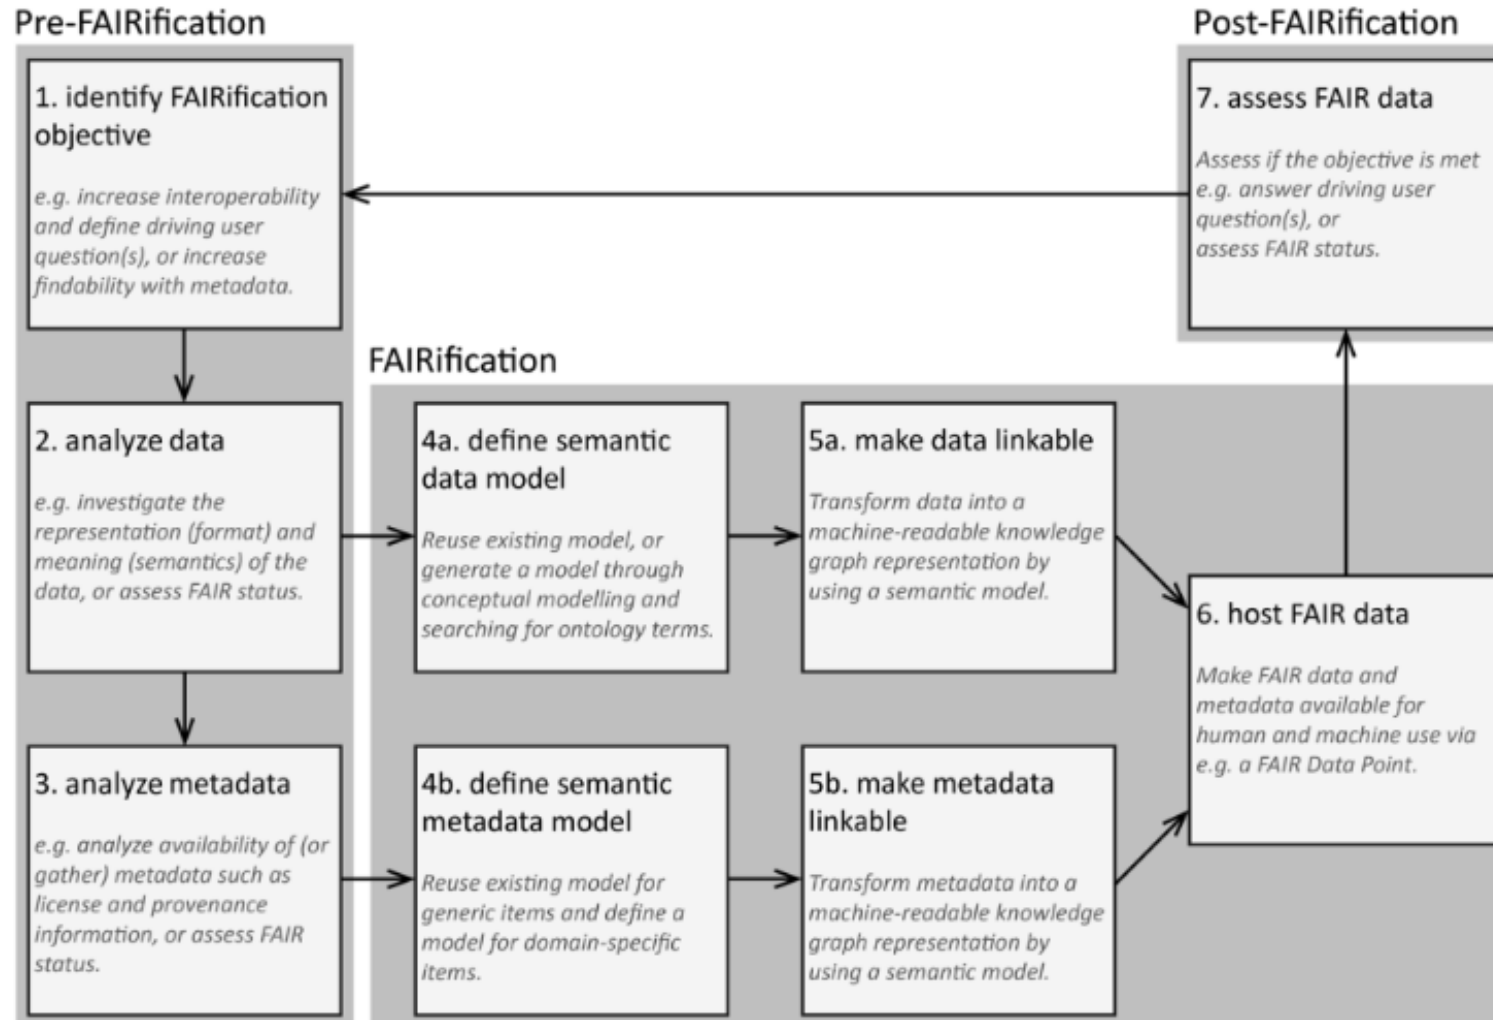 Pre-FAIRification
1. identify FAIRification
objective
e.g. increase interoperability
and define driving user
question(s), or increase
findability with metadata.
2. analyze data
e.g. investigate the
representation (format) and
meaning (semantics) of the
data, or assess FAIR status.
3. analyze metadata
e.g. analyze availability of (or
gather) metadata such as
license and provenance
information, or assess FAIR
status.
FAIRification
4a. define semantic
data model
Reuse existing model, or
generate a model through
conceptual modelling and
searching for ontology terms.
4b. define semantic
metadata model
Reuse existing model for
generic items and define a
model for domain-specific
items.
5a. make data linkable
Transform data into a
machine-readable knowledge
graph representation by
using a semantic model.
5b. make metadata
linkable
Transform metadata into a
machine-readable knowledge
graph representation by
using a semantic model.
6. host FAIR data
Make FAIR data and
metadata available for
human and machine use via
e.g. a FAIR Data Point.
Post-FAIRification
7. assess FAIR data
Assess if the objective is met
e.g. answer driving user
question(s), or
assess FAIR status.